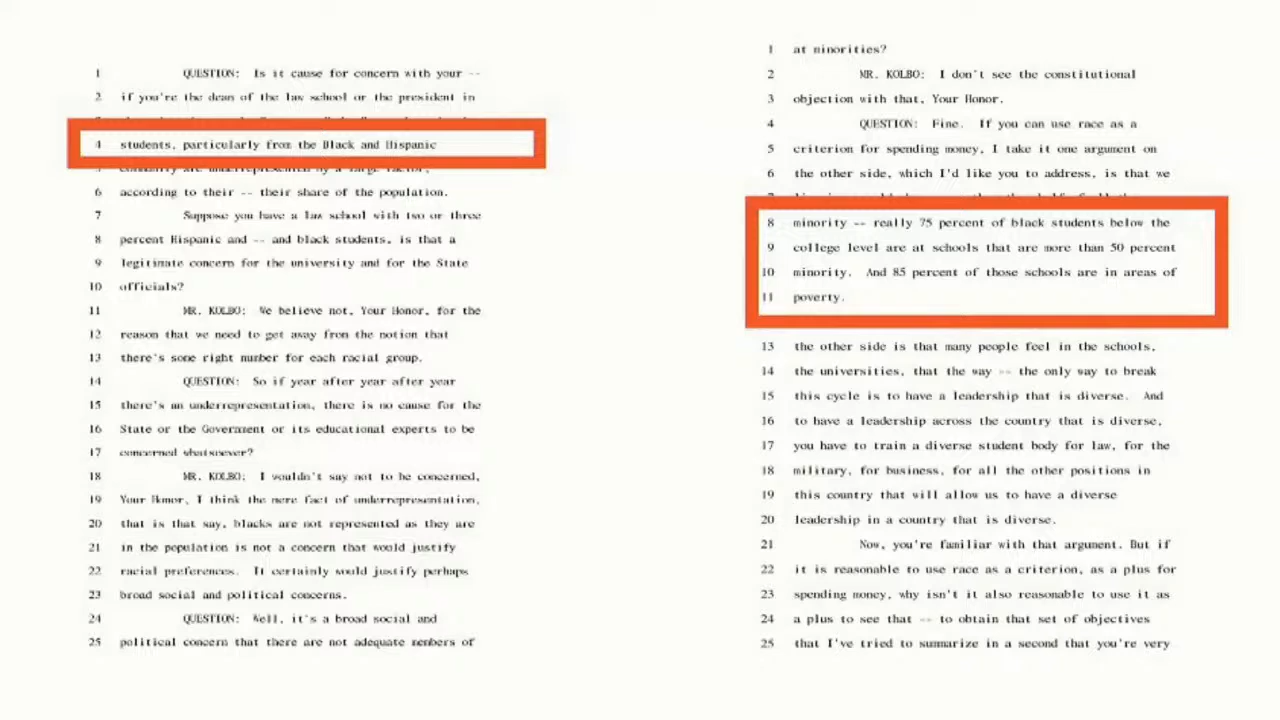 1 QUESTION: Is it cause for concern with your --
2 if you're the dean of the law school or the president in
4 students, particularly from the Black and Hispanic
community are underrepresented by a large factor,
6 according to their -- their share of the population.
7 Suppose you have a law school with two or three
8 percent Hispanic and -- and black students, is that a
9 legitimate concern for the university and for the State
10 officials?
11 MR. KOLBO: We believe not, Your Honor, for the
12 reason that we need to get away from the notion that
13 there's some right number for each racial group.
14 QUESTION: So if year after year after year
15 there's an underrepresentation, there is no cause for the
16 State or the Government or its educational experts to be
17 concerned whatsoever?
18 MR. KOLBO: I wouldn't say not to be concerned,
19 Your Honor, I think the mere fact of underrepresentation,
20 that is that say, blacks are not represented as they are
21 in the population is not a concern that would justify
22 racial preferences. It certainly would justify perhaps
23 broad social and political concerns.
24 QUESTION: Well, it's a broad social and
25 political concern that there are not adequate members of
1 at minorities?
2 MR. KOLBO: I don't see the constitutional
3 objection with that, Your Honor.
4 QUESTION: Fine. If you can use race as a
5 criterion for spending money, I take it one argument on
6 the other side, which I'd like you to address, is that we
8 minority -- really 75 percent of black students below the
9 college level are at schools that are more than 50 percent
10 minority. And 85 percent of those schools are in areas of
11 poverty.
13 the other side is that many people feel in the schools,
14 the universities, that the way -- the only way to break
15 this cycle is to have a leadership that is diverse. And
16 to have a leadership across the country that is diverse,
17 you have to train a diverse student body for law, for the
18 military, for business, for all the other positions in
19 this country that will allow us to have a diverse
20 leadership in a country that is diverse.
21 Now, you're familiar with that argument. But if
22 it is reasonable to use race as a criterion, as a plus for
23 spending money, why isn't it also reasonable to use it as
24 a plus to see that -- to obtain that set of objectives
25 that I've tried to summarize in a second that you're very